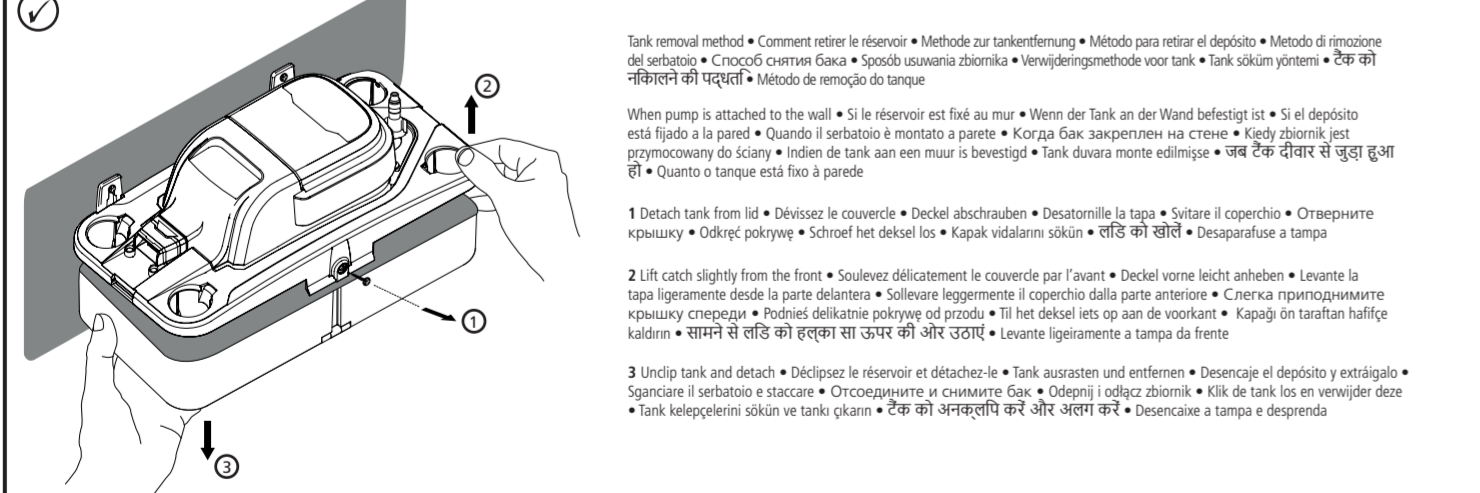 Tank removal method • Comment retirer le réservoir • Methode zur tankentfernung • Método para retirar el depósito • Metodo di rimozione
del serbatoio • Способ снятия бака • Sposób usuwania zbiornika • Verwijderingsmethode voor tank • Tank söküm yöntemi • टैंक को
निकालने की पद्धति • Método de remoção do tanque
When pump is attached to the wall • Si le réservoir est fixé au mur • Wenn der Tank an der Wand befestigt ist • Si el depósito
está fijado a la pared • Quando il serbatoio è montato a parete • Когда бак закреплен на стене • Kiedy zbiornik jest
przymocowany do ściany • Indien de tank aan een muur is bevestigd • Tank duvara monte edilmişse • जब टैंक दीवार से जुड़ा हुआ
हो • Quanto o tanque está fixo à parede
1 Detach tank from lid • Dévissez le couvercle • Deckel abschrauben • Desatornille la tapa • Svitare il coperchio • Отверните
крышку • Odkręć pokrywę • Schroef het deksel los • Kapak vidalarını sökün • लिड को खोलें • Desaparafuse a tampa
2 Lift catch slightly from the front • Soulevez délicatement le couvercle par l'avant • Deckel vorne leicht anheben • Levante la
tapa ligeramente desde la parte delantera • Sollevare leggermente il coperchio dalla parte anteriore • Слегка приподнимите
крышку спереди • Podnieś delikatnie pokrywę od przodu • Til het deksel iets op aan de voorkant • Kapağı ön taraftan hafifçe
kaldırın • सामने से लिड को हल्का सा ऊपर की ओर उठाएं • Levante ligeiramente a tampa da frente
3 Unclip tank and detach • Déclipsez le réservoir et détachez-le • Tank ausrasten und entfernen • Desencaje el depósito y extráigalo •
Sganciare il serbatoio e staccare • Отсоедините и снимите бак • Odepnij i odłącz zbiornik • Klik de tank los en verwijder deze
• Tank kelepçelerini sökün ve tankı çıkarın • टैंक को अनक्लिप करें और अलग करें • Desencaixe a tampa e desprenda
2
1
3